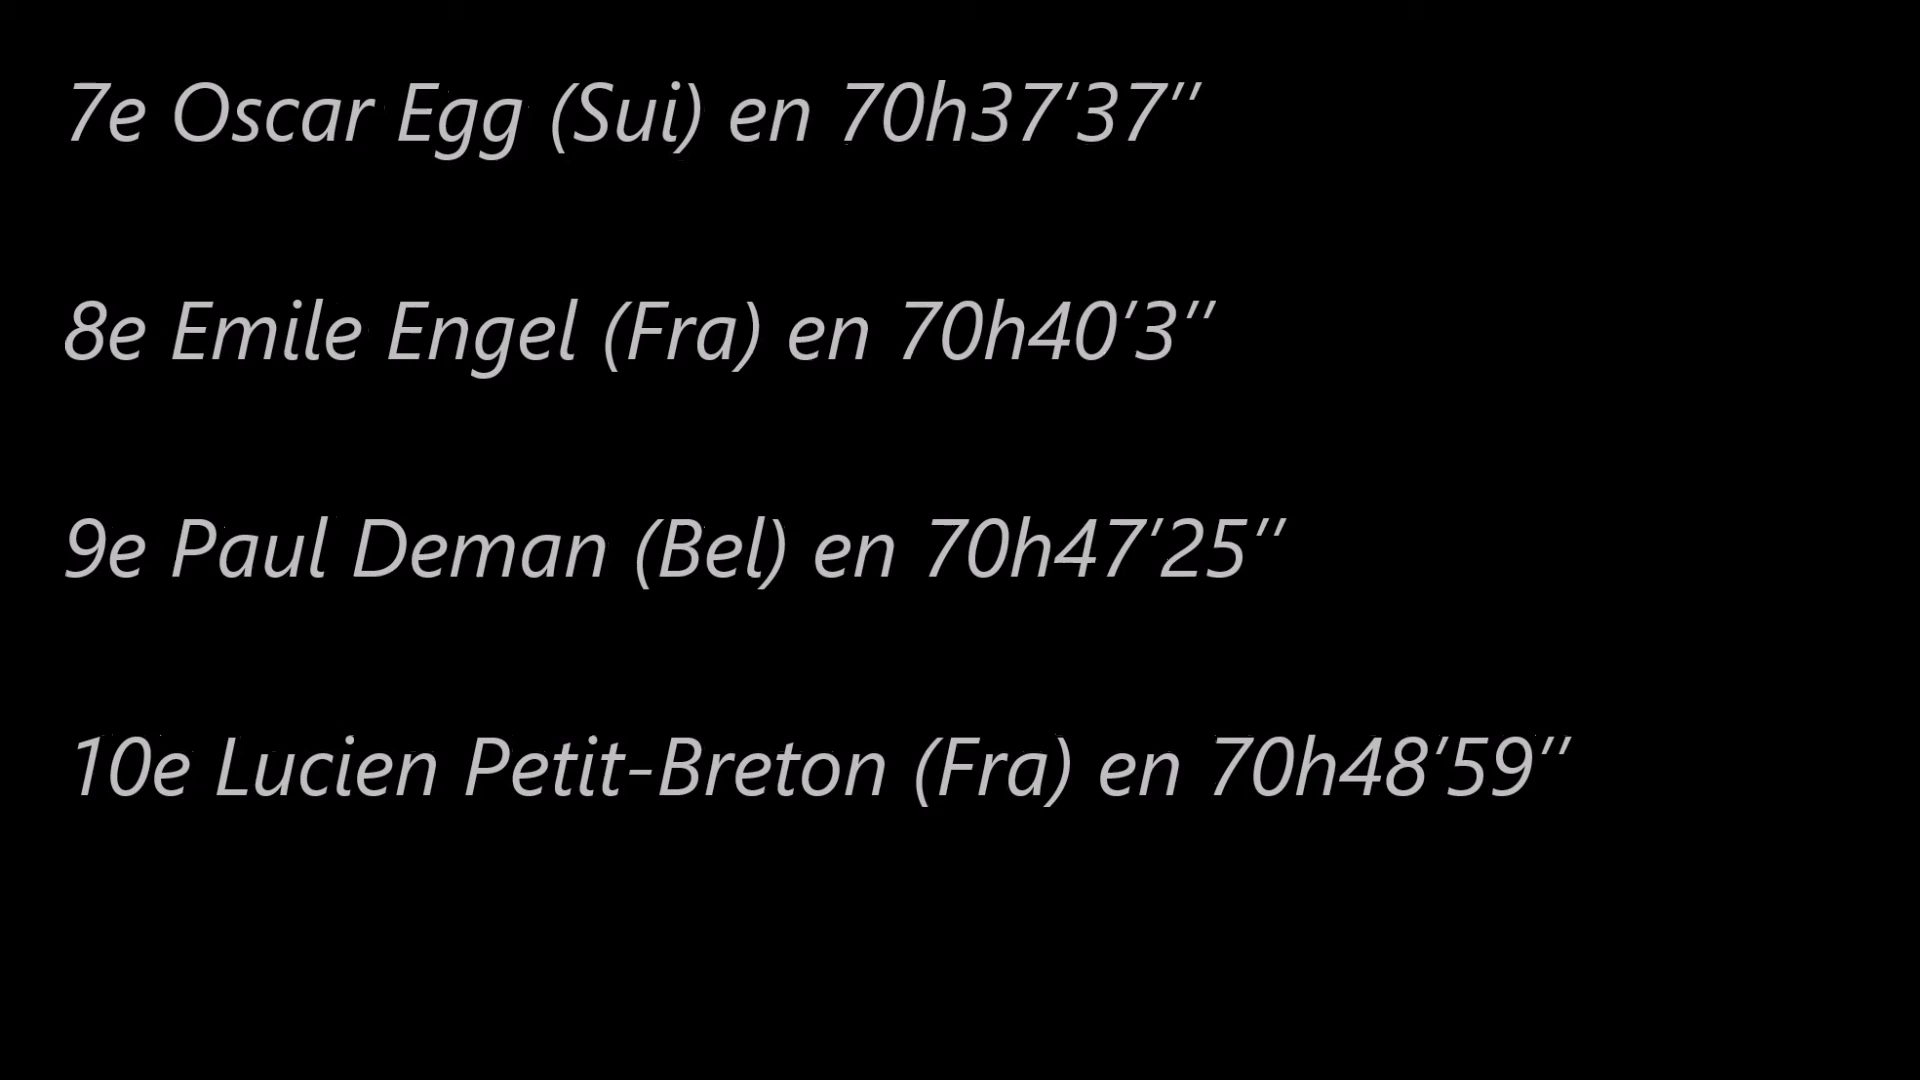 7e Oscar Egg (Sui) en 70h37’37’’
8e Emile Engel (Fra) en 70h40’3’’
9e Paul Deman (Bel) en 70h47’25’’
10e Lucien Petit-Breton (Fra) en 70h48’59’’